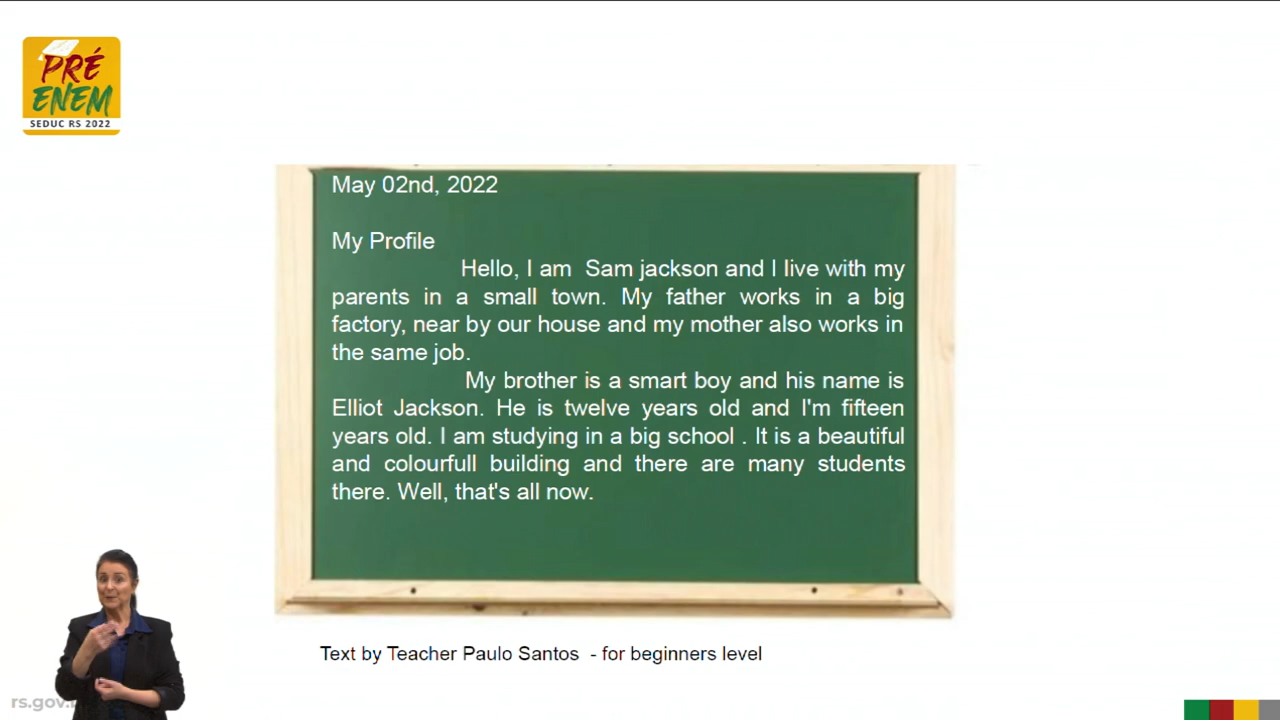 PRÉ
ENEM
SEDUC RS 2022
May 02nd, 2022
My Profile
Hello, I am Sam jackson and I live with my
parents in a small town. My father works in a big
factory, near by our house and my mother also works in
the same job.
My brother is a smart boy and his name is
Elliot Jackson. He is twelve years old and I'm fifteen
years old. I am studying in a big school . It is a beautiful
and colourfull building and there are many students
there. Well, that's all now.
Text by Teacher Paulo Santos - for beginners level
rs.gov.